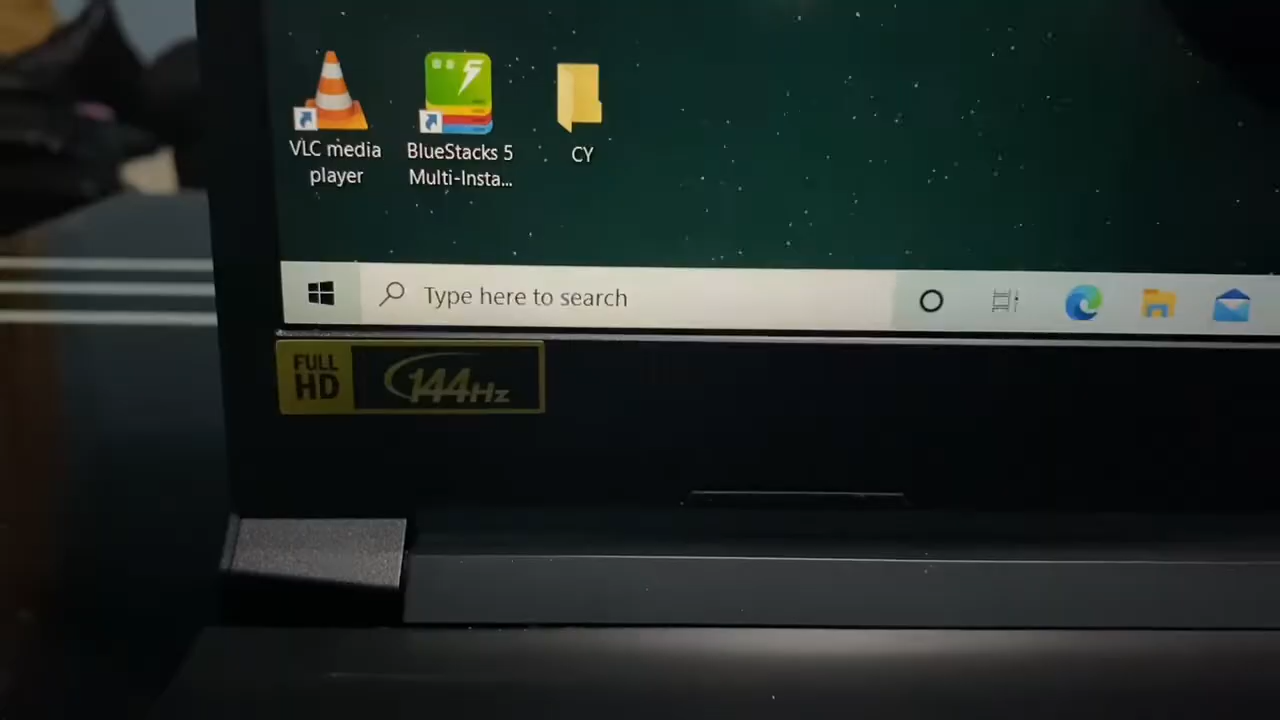 VLC media
player
BlueStacks 5
Multi-Insta...
CY
Type here to search
FULL
HD
144Hz